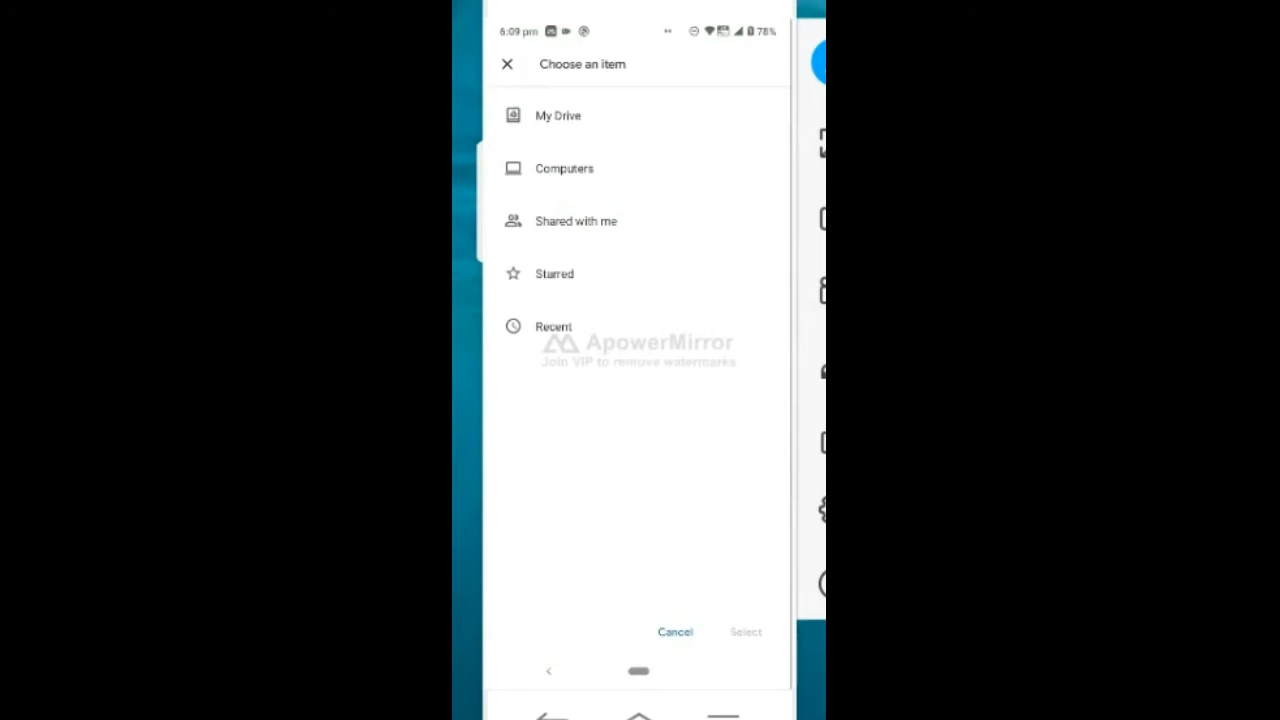 6:09 pm
78%
Choose an item
My Drive
Computers
Shared with me
Starred
Recent
ApowerMirror
Join VIP to remove watermarks
Cancel
Select